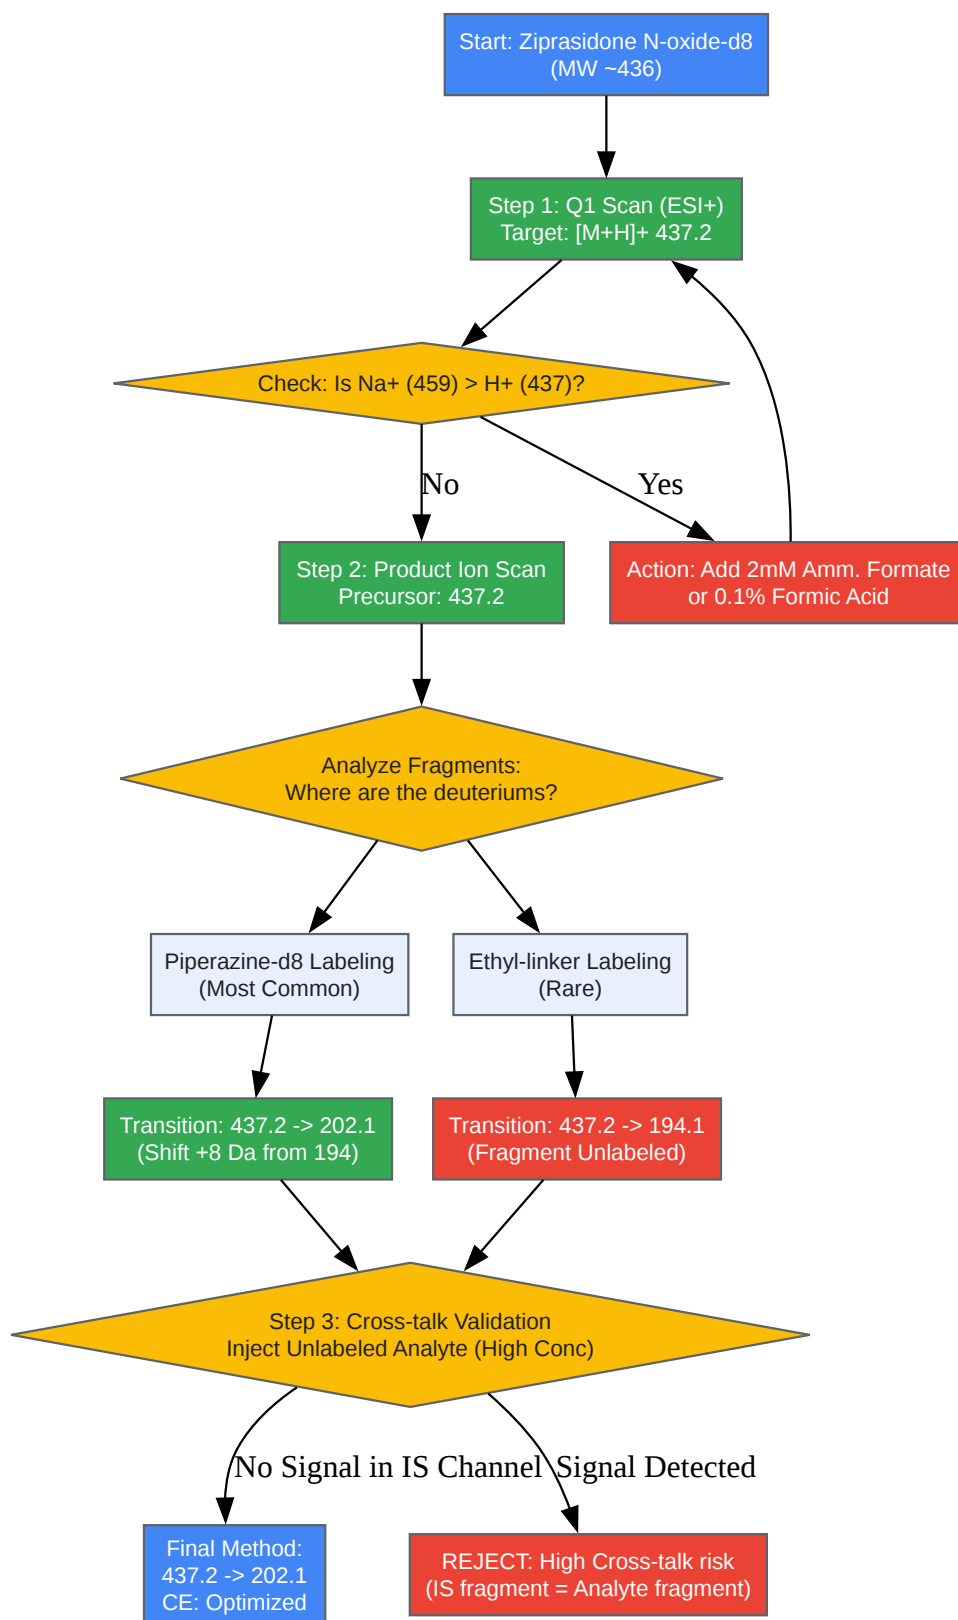 Start: Ziprasidone N-oxide-d8
(MW ~436)
Step 1: Q1 Scan (ESI+)
Target: [M+H]+ 437.2
Check: Is Na+ (459) > H+ (437)?
No
Yes
Step 2: Product Ion Scan
Precursor: 437.2
Action: Add 2mM Amm. Formate
or 0.1% Formic Acid
Analyze Fragments:
Where are the deuteriums?
Piperazine-d8 Labeling
(Most Common)
Ethyl-linker Labeling
(Rare)
Transition: 437.2 -> 202.1
(Shift +8 Da from 194)
Transition: 437.2 -> 194.1
(Fragment Unlabeled)
Step 3: Cross-talk Validation
Inject Unlabeled Analyte (High Conc)
No Signal in IS Channel
Signal Detected
Final Method:
437.2 -> 202.1
CE: Optimized
REJECT: High Cross-talk risk
(IS fragment = Analyte fragment)